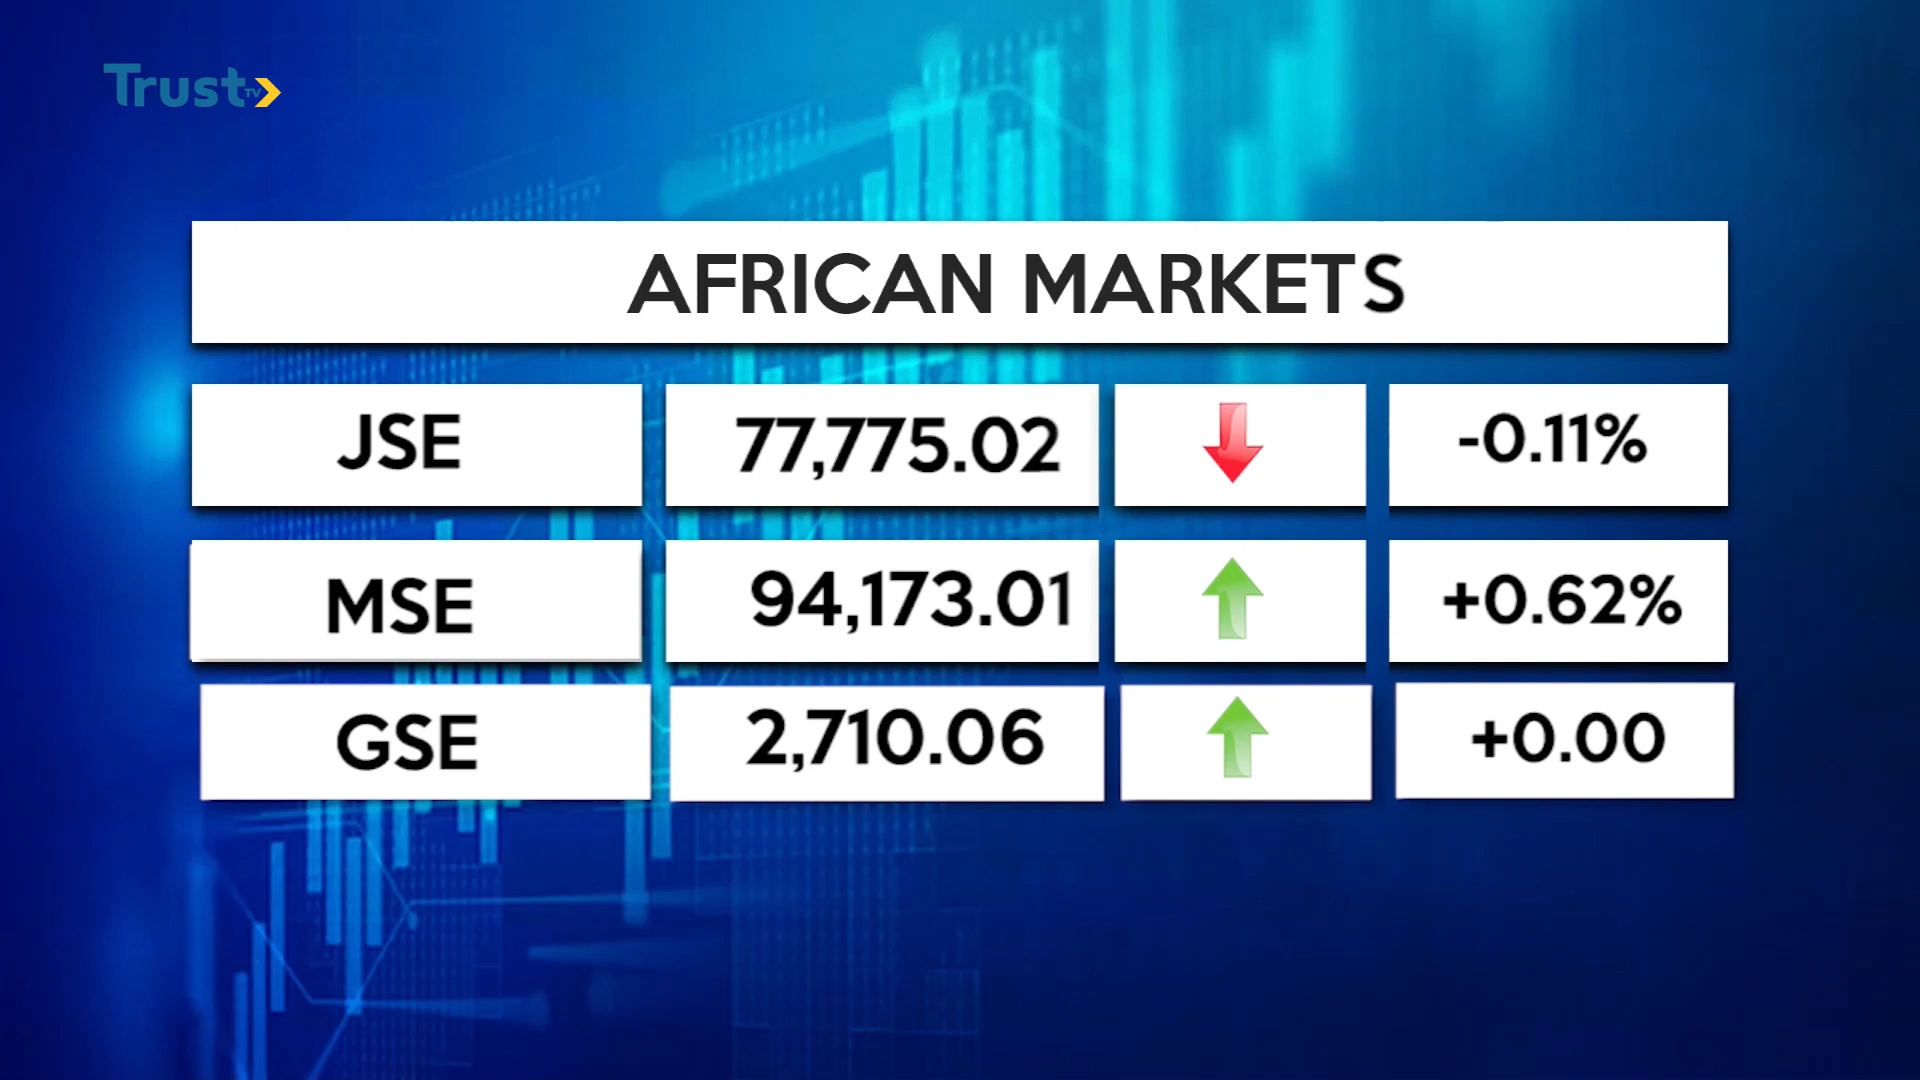 Trust TV
AFRICAN MARKETS
JSE 77,775.02 -0.11%
MSE 94,173.01 +0.62%
GSE 2,710.06 +0.00